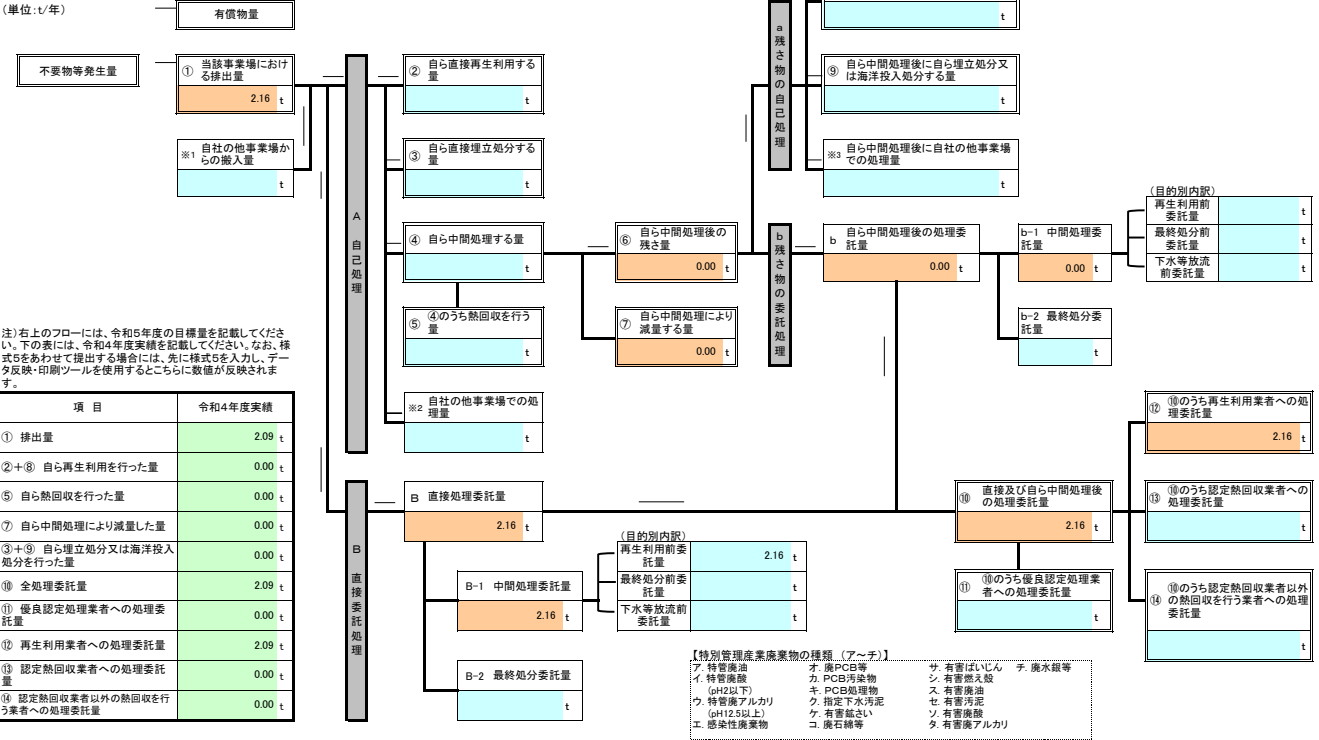 （単位：t/年）
有償物量
t
不要物等発生量
① 当該事業場におけ
る排出量
2.16 t
※1 自社の他事業場か
らの搬入量
t
A 自己処理
② 自ら直接再生利用する
量
t
③ 自ら直接埋立処分する
量
t
④ 自ら中間処理する量
t
⑤ ④のうち熱回収を行う
量
t
※2 自社の他事業場での処
理量
t
⑥ 自ら中間処理後の
残さ量
0.00 t
⑦ 自ら中間処理により
減量する量
0.00 t
a 残さ物の自己処理
⑨ 自ら中間処理後に自ら埋立処分又
は海洋投入処分する量
t
※3 自ら中間処理後に自社の他事業場
での処理量
t
b 残さ物の委託処理
b 自ら中間処理後の処理委
託量
0.00 t
b-1 中間処理委
託量
0.00 t
b-2 最終処分委
託量
t
（目的別内訳）
再生利用前
委託量
t
最終処分前
委託量
t
下水等放流
前委託量
t
注）右上のフローには、令和5年度の目標量を記載してくださ
い。下の表には、令和4年度実績を記載してください。なお、様
式5をあわせて提出する場合には、先に様式5を入力し、デー
タ反映・印刷ツールを使用するとこちらに数値が反映されま
す。
項 目 令和4年度実績
① 排出量 2.09 t
②＋⑧ 自ら再生利用を行った量 0.00 t
⑤ 自ら熱回収を行った量 0.00 t
⑦ 自ら中間処理により減量した量 0.00 t
③＋⑨ 自ら埋立処分又は海洋投入
処分を行った量 0.00 t
⑩ 全処理委託量 2.09 t
⑪ 優良認定処理業者への処理委
託量 0.00 t
⑫ 再生利用業者への処理委託量 2.09 t
⑬ 認定熱回収業者への処理委託
量 0.00 t
⑭ 認定熱回収業者以外の熱回収を行
う業者への処理委託量 0.00 t
B 直接委託処理
B 直接処理委託量
2.16 t
B-1 中間処理委託量
2.16 t
B-2 最終処分委託量
t
（目的別内訳）
再生利用前委
託量
2.16 t
最終処分前委
託量
下水等放流前
委託量
⑩ 直接及び自ら中間処理後
の処理委託量
2.16 t
⑪ ⑩のうち優良認定処理業
者への処理委託量
t
⑫ ⑩のうち再生利用業者への処
理委託量
2.16 t
⑬ ⑩のうち認定熱回収業者への
処理委託量
t
⑭ ⑩のうち認定熱回収業者以外
の熱回収を行う業者への処理
委託量
t
【特別管理産業廃棄物の種類 （ア～チ）】
ア．特管廃油 オ．廃PCB等 サ．有害ばいじん チ．廃水銀等
イ．特管廃酸 カ．PCB汚染物 シ．有害燃え殻
（pH2以下） キ．PCB処理物 ス．有害廃油
ウ．特管廃アルカリ ク．指定下水汚泥 セ．有害汚泥
（pH12.5以上） ケ．有害鉱さい ソ．有害廃酸
エ．感染性廃棄物 コ．廃石綿等 タ．有害廃アルカリ